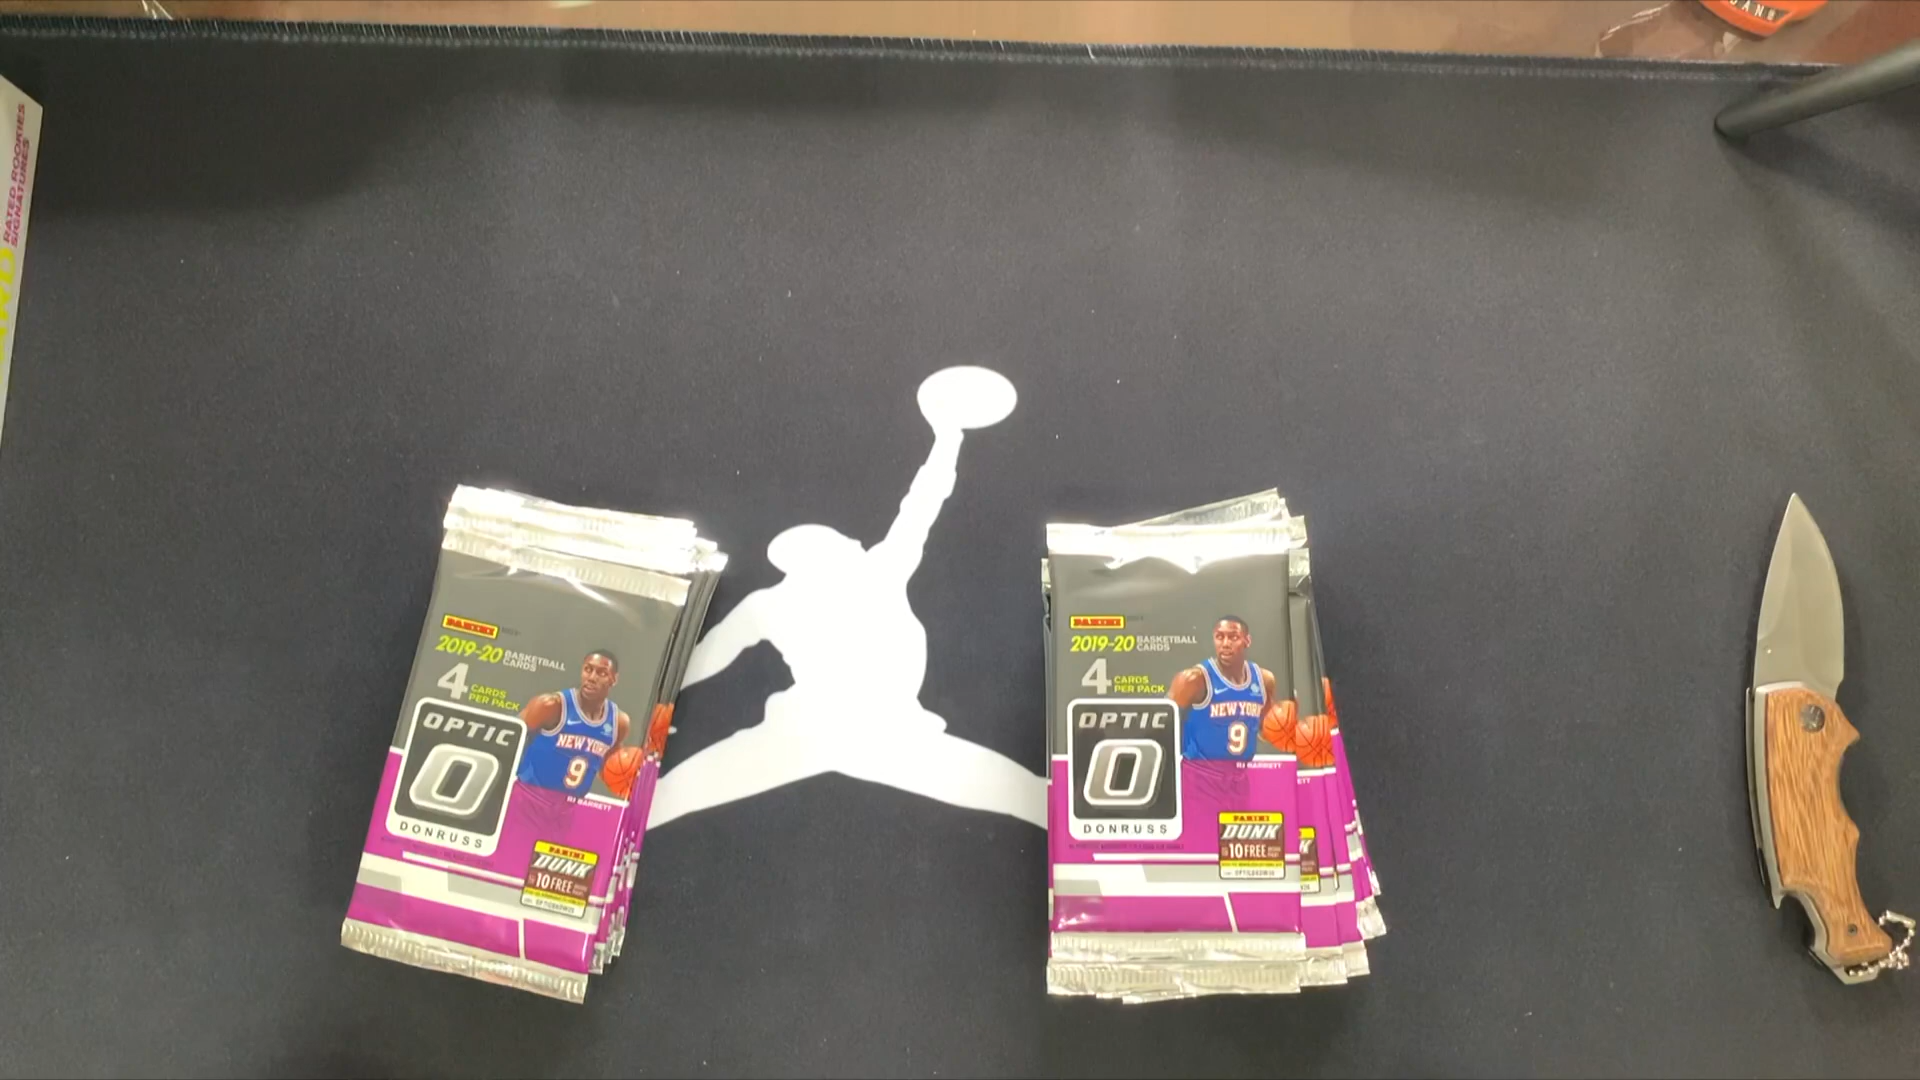 RATED ROOKIES
SIGNATURES
PANINI
2019-20 BASKETBALL
CARDS
4 CARDS
PER PACK
OPTIC
DONRUSS
NEW YORK
9
RJ BARRETT
PANINI
DUNK
10 FREE
PANINI
2019-20 BASKETBALL
CARDS
4 CARDS
PER PACK
OPTIC
DONRUSS
NEW YORK
9
RJ BARRETT
PANINI
DUNK
10 FREE